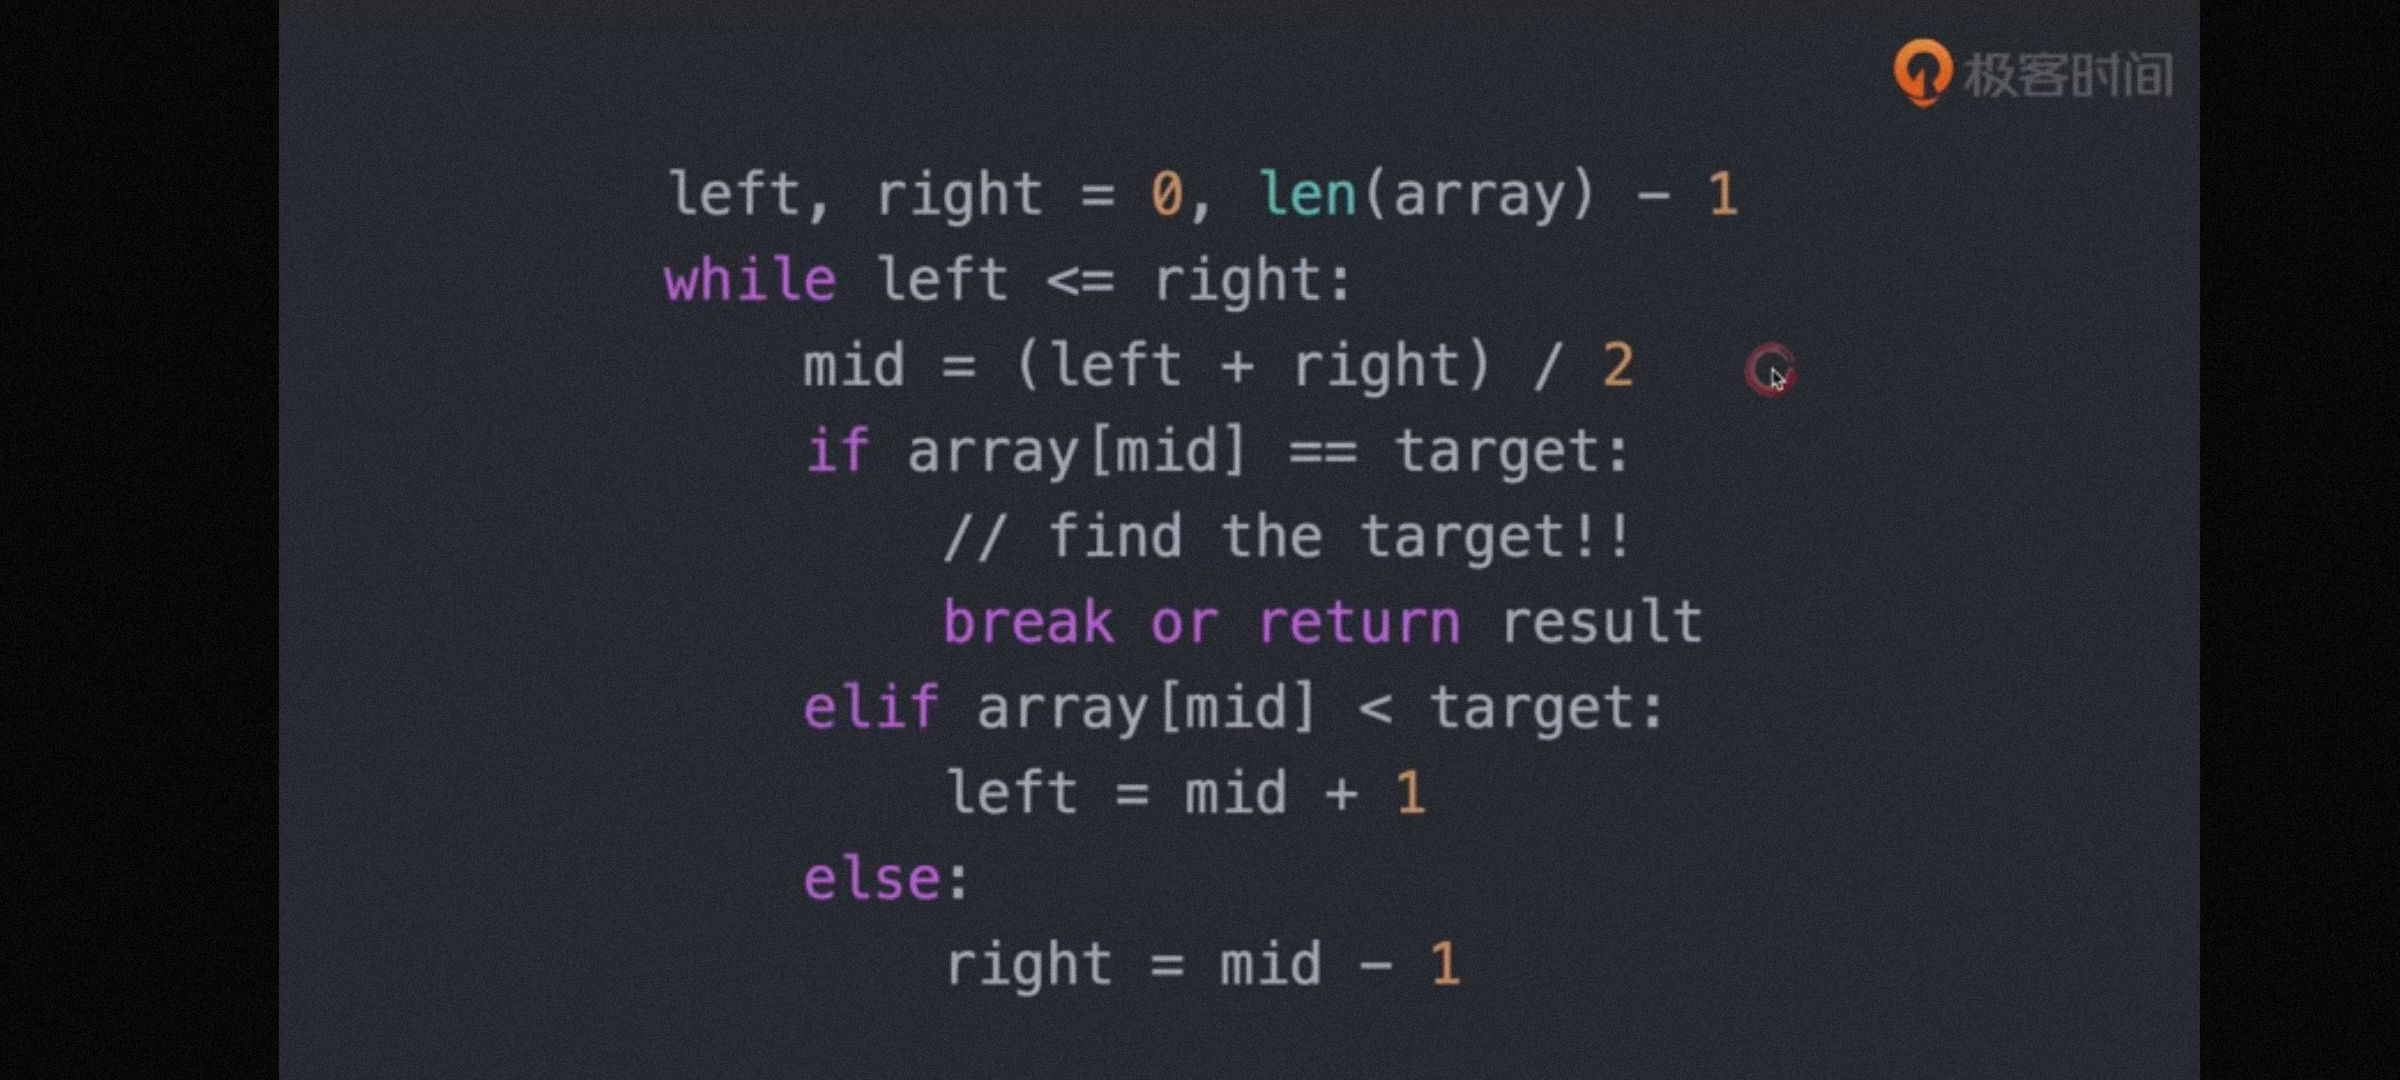 极客时间
left, right = 0, len(array) - 1
while left <= right:
    mid = (left + right) / 2
    if array[mid] == target:
        // find the target!!
        break or return result
    elif array[mid] < target:
        left = mid + 1
    else:
        right = mid - 1